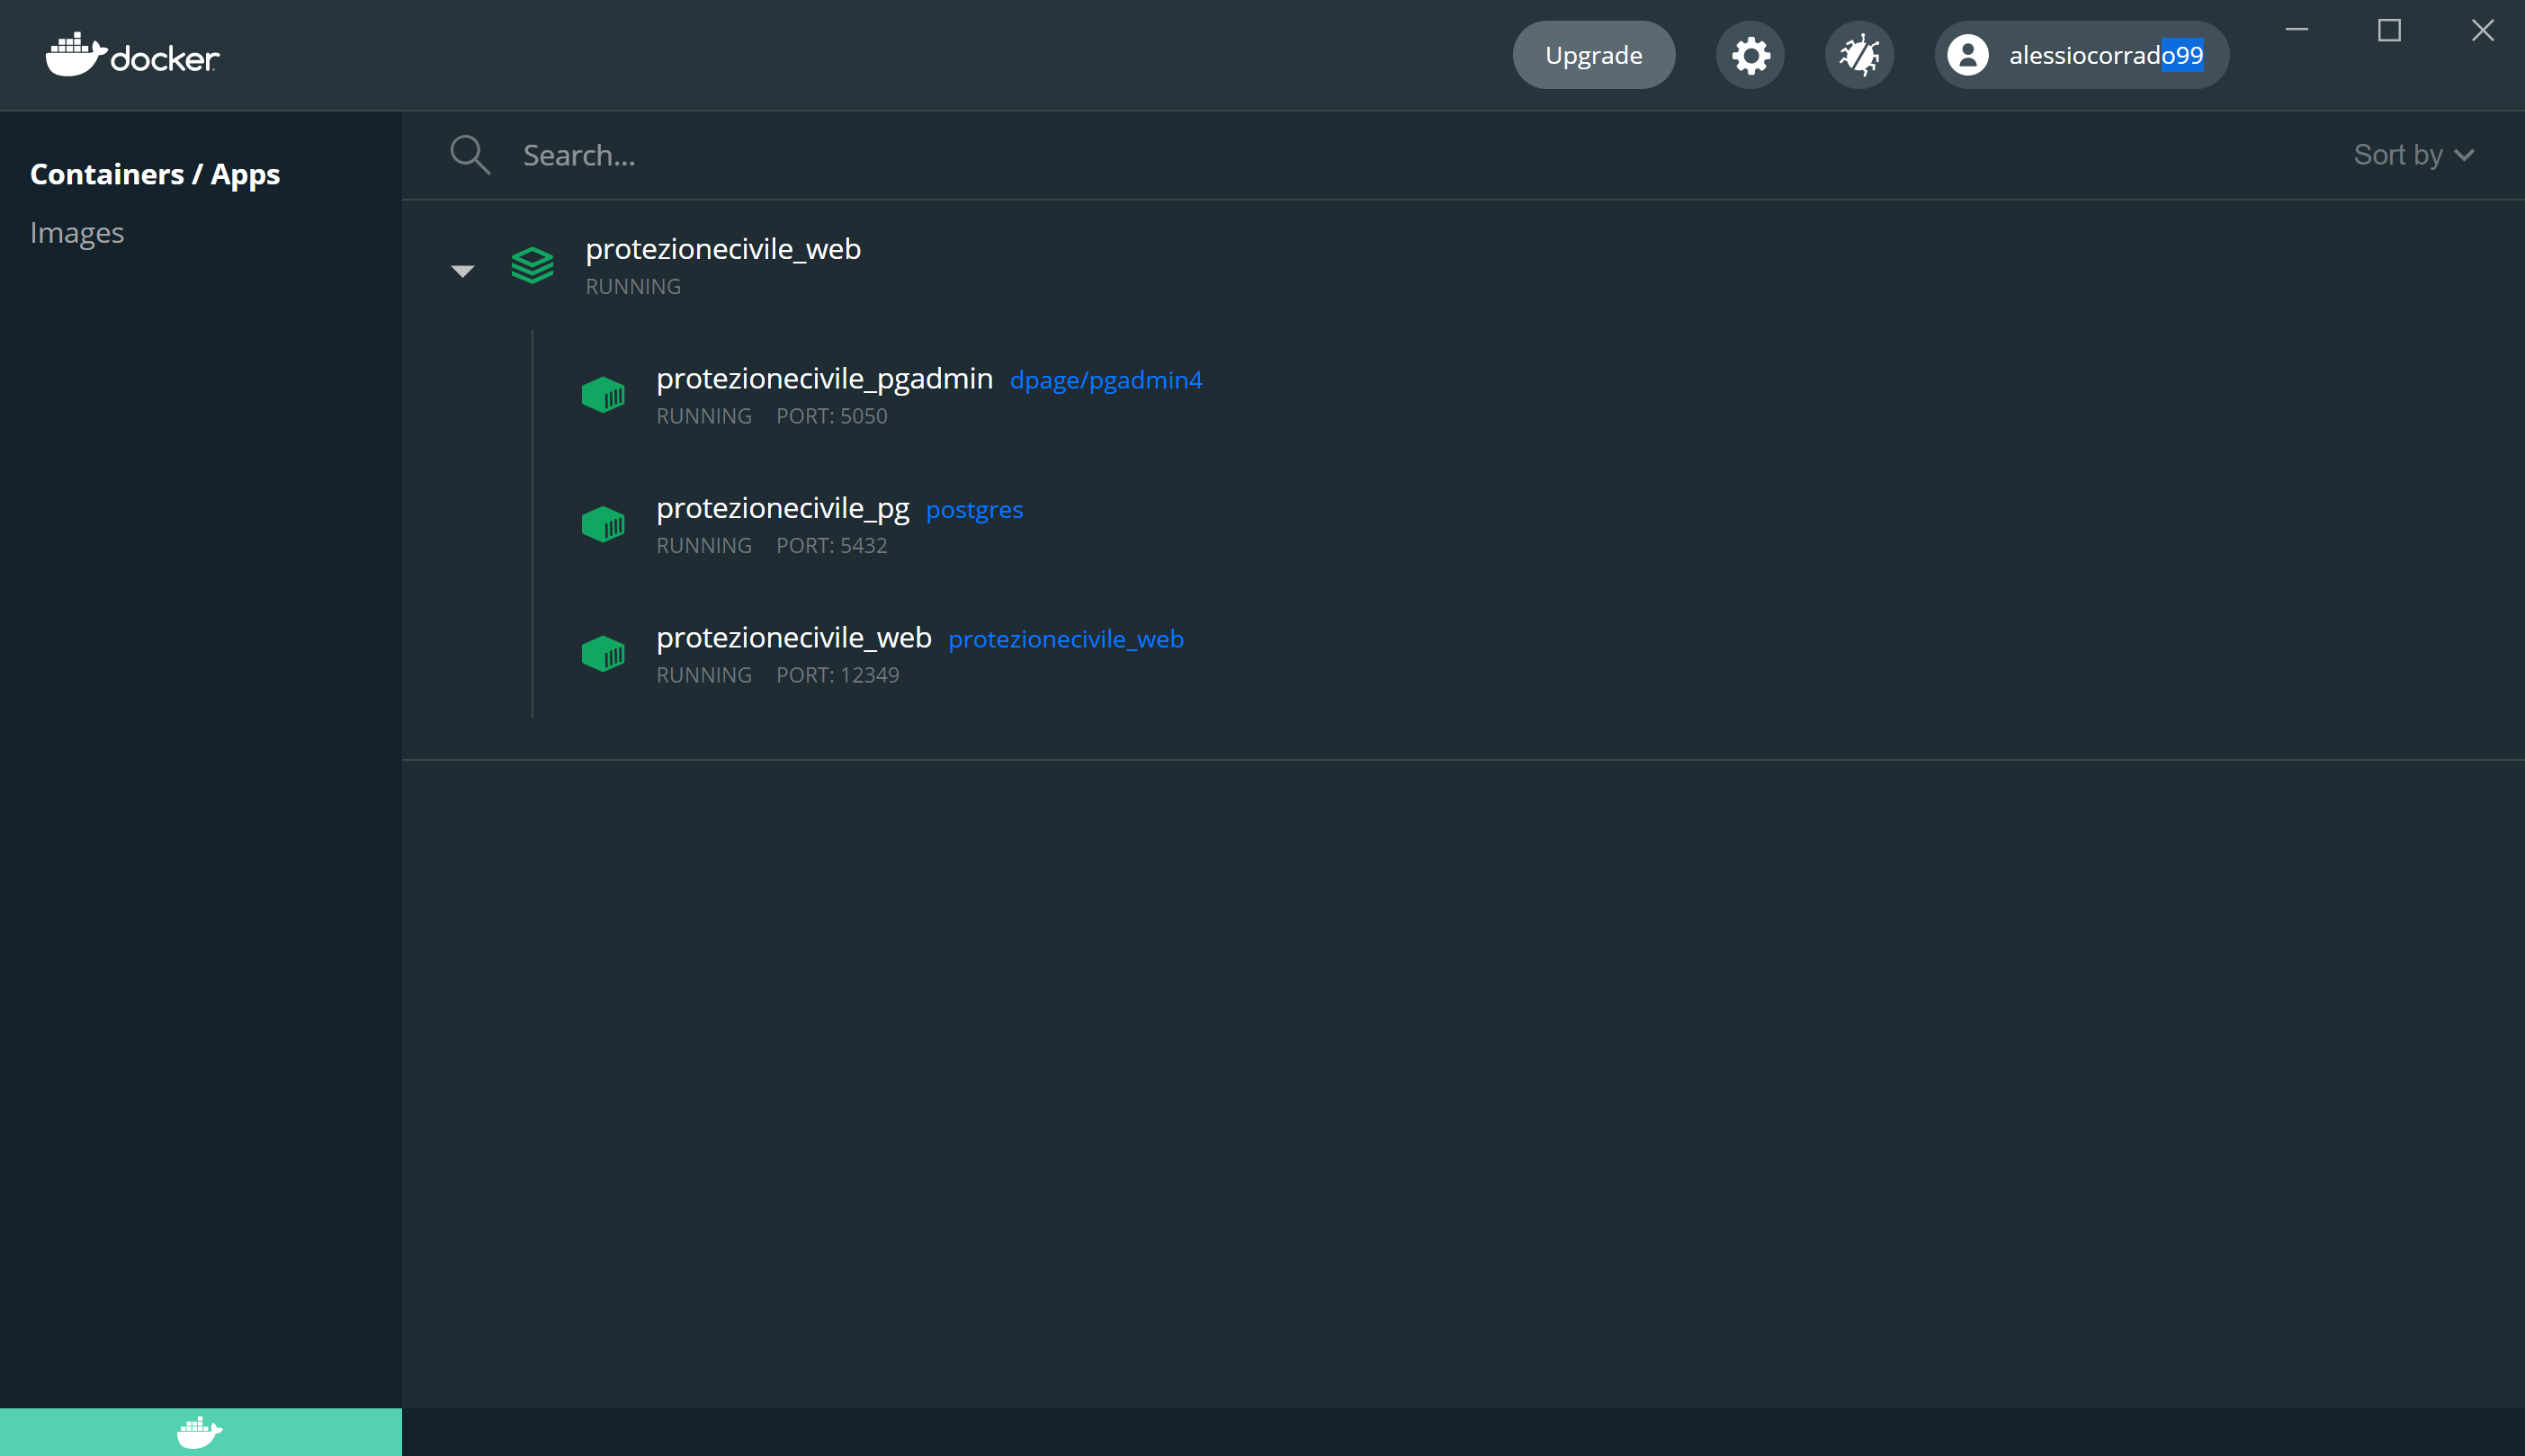 docker
Upgrade
alessiocorrado99
Containers / Apps
Images
Search...
Sort by
protezionecivile_web
RUNNING
protezionecivile_pgadmin dpage/pgadmin4
RUNNING PORT: 5050
protezionecivile_pg postgres
RUNNING PORT: 5432
protezionecivile_web protezionecivile_web
RUNNING PORT: 12349